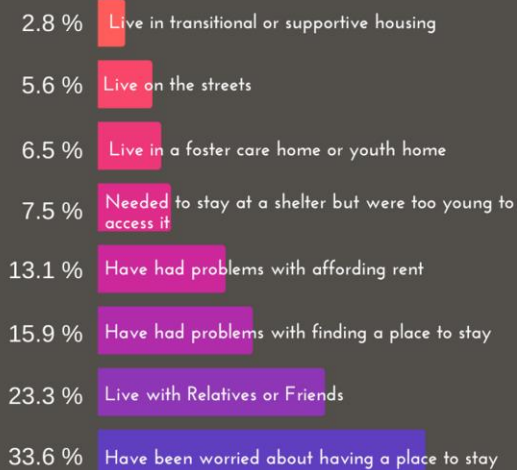 2.8 % Live in transitional or supportive housing
5.6 % Live on the streets
6.5 % Live in a foster care home or youth home
7.5 % Needed to stay at a shelter but were too young to
access it
13.1 % Have had problems with affording rent
15.9 % Have had problems with finding a place to stay
23.3 % Live with Relatives or Friends
33.6 % Have been worried about having a place to stay